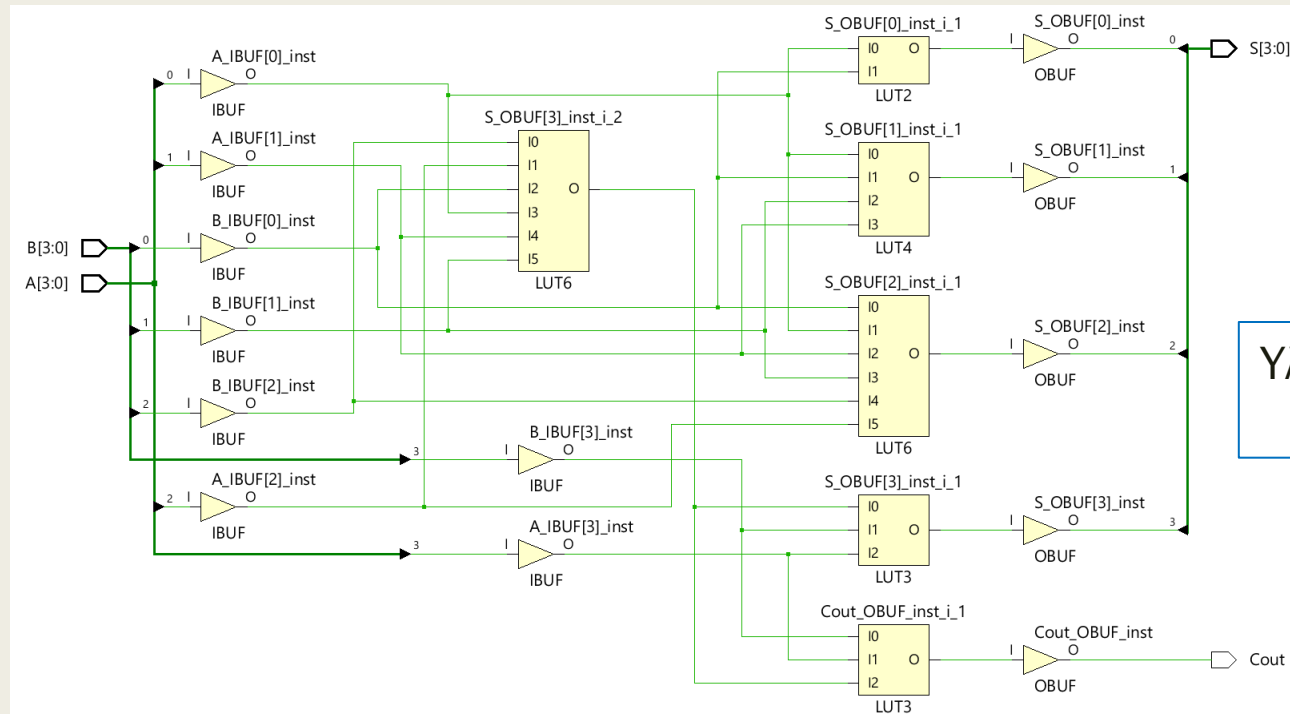 S_OBUF[0]_inst_i_1
S_OBUF[0]_inst
I0 O
I1
LUT2
I O
OBUF
0
S[3:0]
A_IBUF[0]_inst
0 I O
IBUF
S_OBUF[3]_inst_i_2
I0
I1
I2 O
I3
I4
I5
LUT6
A_IBUF[1]_inst
1 I O
IBUF
S_OBUF[1]_inst_i_1
I0
I1 O
I2
I3
LUT4
S_OBUF[1]_inst
I O
OBUF
1
B_IBUF[0]_inst
B[3:0]
0 I O
IBUF
A[3:0]
B_IBUF[1]_inst
1 I O
IBUF
S_OBUF[2]_inst_i_1
I0
I1
I2 O
I3
I4
I5
LUT6
S_OBUF[2]_inst
I O
OBUF
2
B_IBUF[2]_inst
2 I O
IBUF
B_IBUF[3]_inst
3 I O
IBUF
A_IBUF[2]_inst
2 I O
IBUF
A_IBUF[3]_inst
3 I O
IBUF
S_OBUF[3]_inst_i_1
I0
I1 O
I2
LUT3
S_OBUF[3]_inst
I O
OBUF
3
Cout_OBUF_inst_i_1
I0
I1 O
I2
LUT3
Cout_OBUF_inst
I O
OBUF
Cout